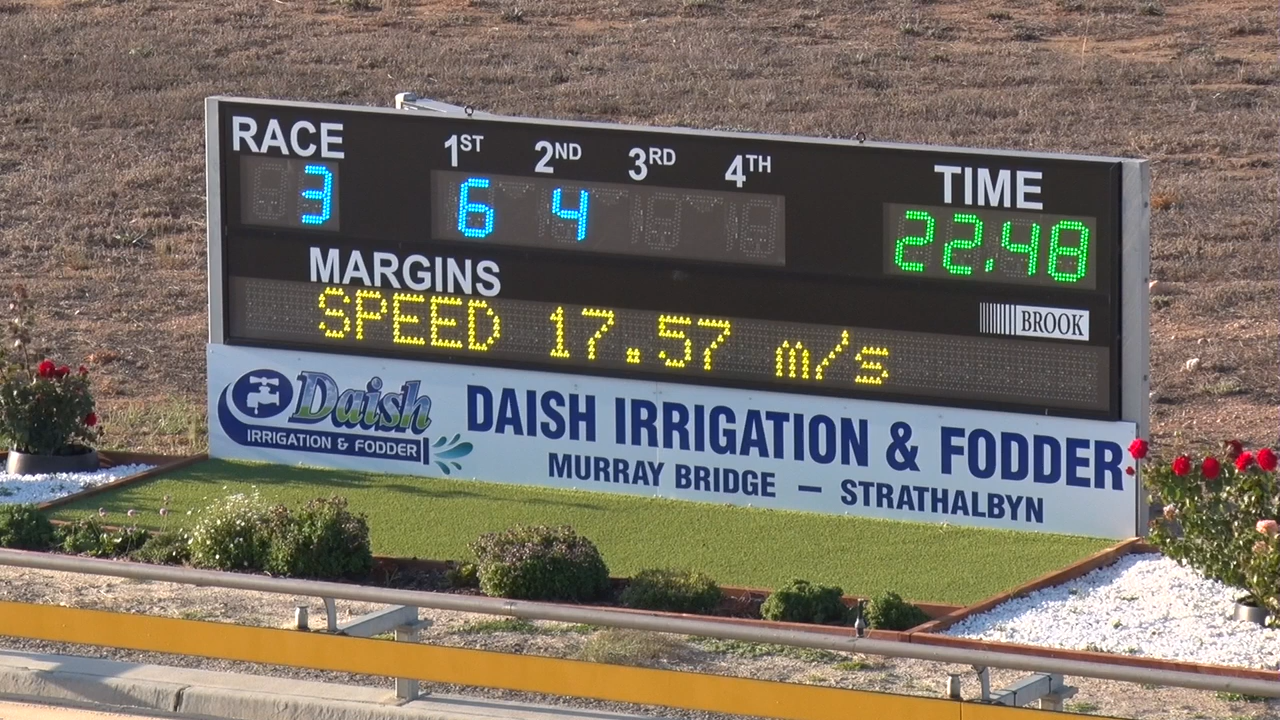 RACE 1ST 2ND 3RD 4TH TIME
3 6 4 22.48
MARGINS
BROOK
SPEED 17.57 m/s
Daish
IRRIGATION & FODDER
DAISH IRRIGATION & FODDER
MURRAY BRIDGE — STRATHALBYN